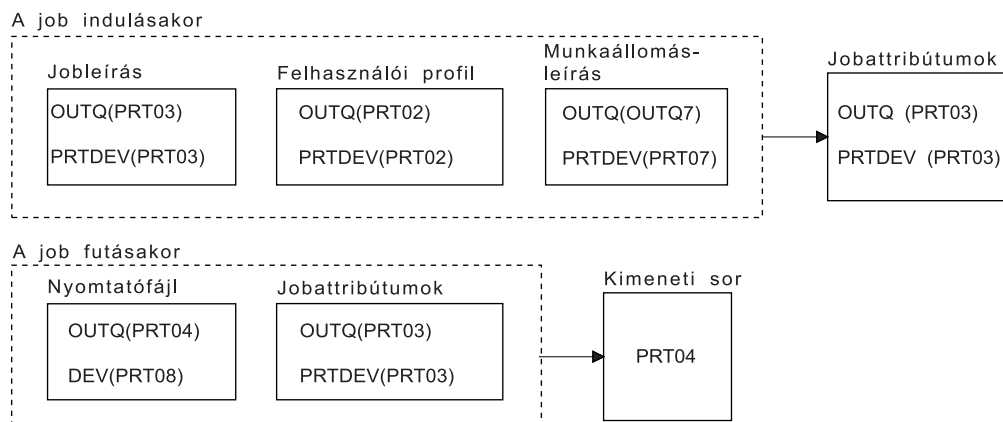 A job indulásakor
Jobleírás
OUTQ(PRT03)
PRTDEV(PRT03)
Felhasználói profil
OUTQ(PRT02)
PRTDEV(PRT02)
Munkaállomás-
leírás
OUTQ(OUTQ7)
PRTDEV(PRT07)
Jobattribútumok
OUTQ (PRT03)
PRTDEV (PRT03)
A job futásakor
Nyomtatófájl
OUTQ(PRT04)
DEV(PRT08)
Jobattribútumok
OUTQ(PRT03)
PRTDEV(PRT03)
Kimeneti sor
PRT04